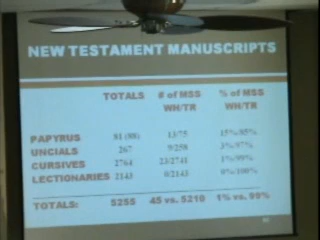 NEW TESTAMENT MANUSCRIPTS
TOTALS # of MSS % of MSS
WH/TR WH/TR
PAPYRUS 81 (88) 13/75 15%/85%
UNCIALS 267 9/258 3%/97%
CURSIVES 2764 23/2741 1%/99%
LECTIONARIES 2143 0/2143 0%/100%
TOTALS: 5255 45 vs. 5210 1% vs. 99%